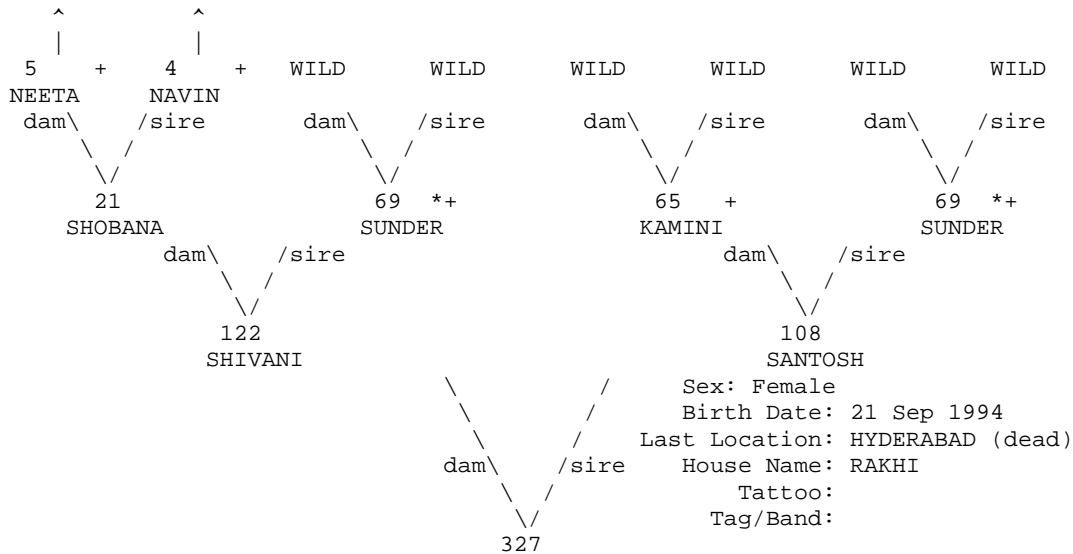 ^ ^
| |
5 + 4 + WILD WILD WILD WILD WILD WILD
NEETA NAVIN
dam\ /sire dam\ /sire dam\ /sire dam\ /sire
\ / \ / \ / \ /
\/ \/ \/ \/
21 69 *+ 65 + 69 *+
SHOBANA SUNDER KAMINI SUNDER
dam\ /sire dam\ /sire
\ / \ /
\/ \/
122 108
SHIVANI SANTOSH
\ / Sex: Female
\ / Birth Date: 21 Sep 1994
\ / Last Location: HYDERABAD (dead)
dam\ /sire House Name: RAKHI
\ / Tattoo:
\/ Tag/Band:
327